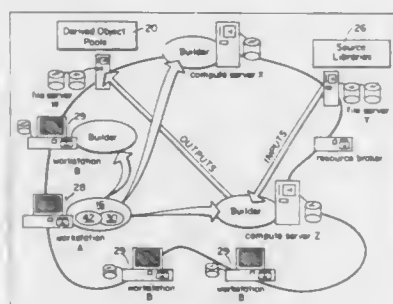 Derived Object
Pools
20
Builder
compute server X
26
Source
Libraries
file server
W
29
Builder
workstation
B
file server
Y
resource broker
OUTPUTS
INPUTS
28
42
30
workstation
A
Builder
compute server Z
29
workstation
B
29
workstation
B